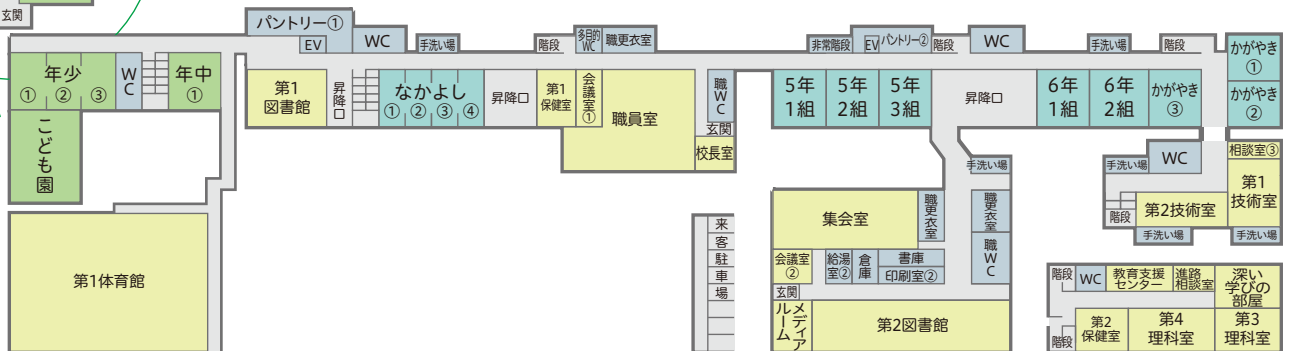 玄関
パントリー①
EV
WC
手洗い場
階段
多目的
WC
職更衣室
非常階段
EV
パントリー②
階段
WC
手洗い場
階段
かがやき
①
かがやき
②
年少
① ② ③
WC
年中
①
こども園
第1
図書館
昇降口
なかよし
① ② ③ ④
昇降口
第1
保健室
会議室①
職員室
職WC
玄関
校長室
5年
1組
5年
2組
5年
3組
昇降口
6年
1組
6年
2組
かがやき
③
手洗い場
手洗い場
WC
相談室③
第1
技術室
第2技術室
階段
手洗い場
手洗い場
集会室
職更衣室
職更衣室
職WC
来客駐車場
会議室
②
給湯
室②
倉庫
書庫
印刷室②
玄関
メディア
ルーム
第2図書館
第1体育館
階段
WC
教育支援
センター
進路
相談室
深い
学びの
部屋
階段
第2
保健室
第4
理科室
第3
理科室